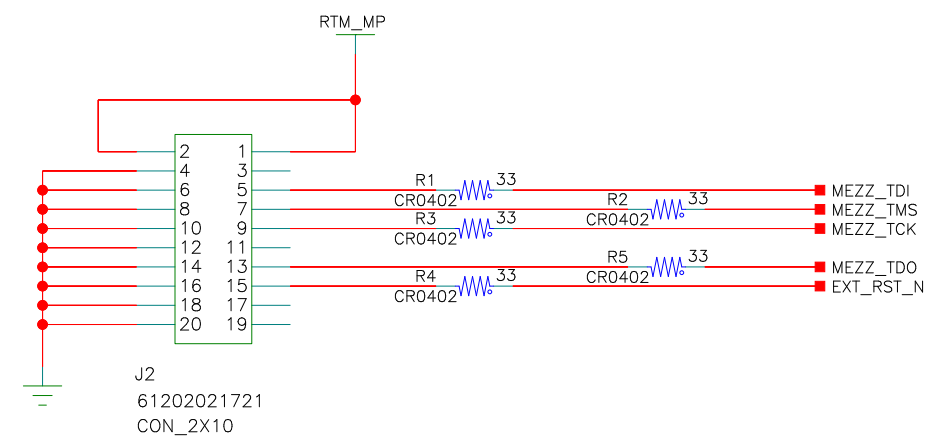 RTM_MP
2 1
4 3
6 5 R1 33 MEZZ_TDI
CR0402
8 7 R2 33 MEZZ_TMS
CR0402
10 9 R3 33 MEZZ_TCK
CR0402
12 11
14 13 R5 33 MEZZ_TDO
CR0402
16 15 R4 33 EXT_RST_N
CR0402
18 17
20 19
J2
61202021721
CON_2X10